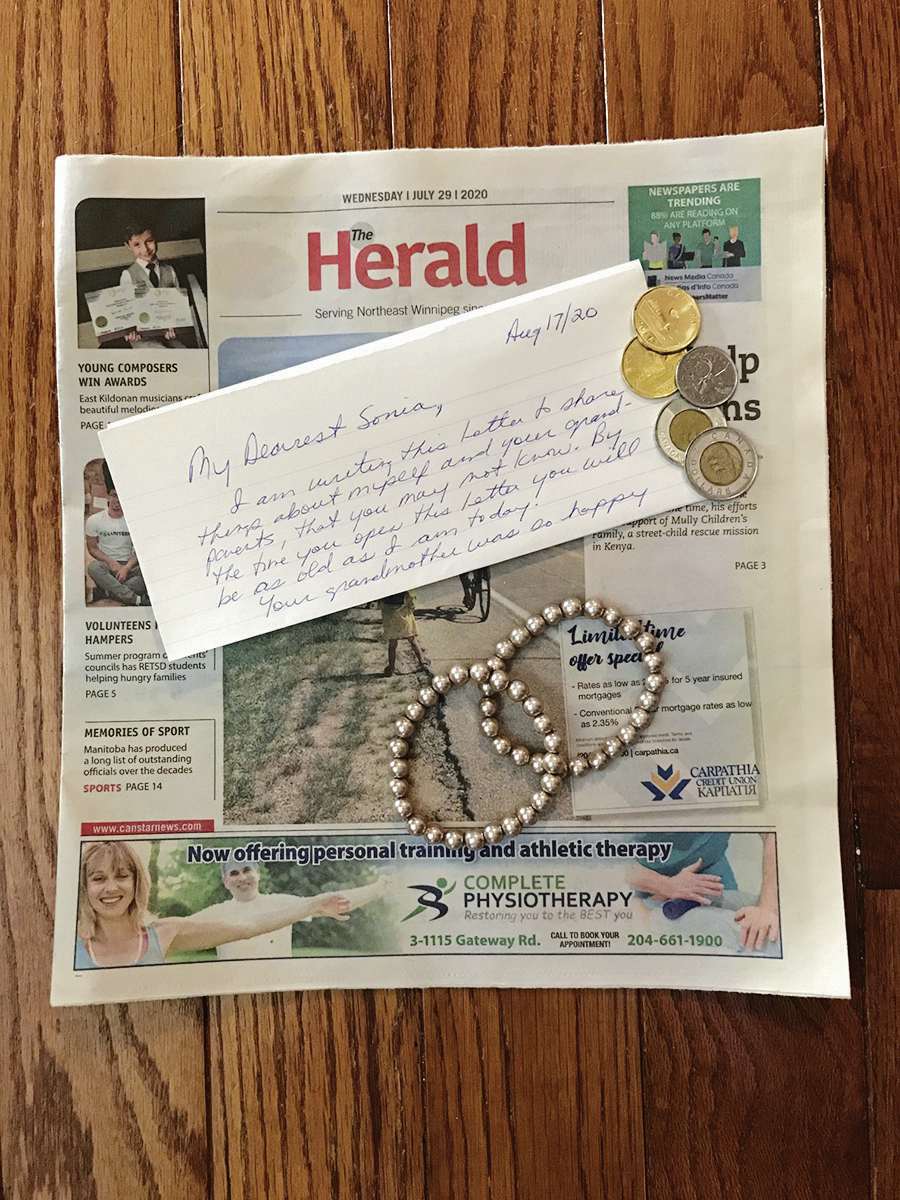 WEDNESDAY | JULY 29 | 2020
The
Herald
Serving Northeast Winnipeg
NEWSPAPERS ARE
TRENDING
88% ARE READING ON
ANY PLATFORM
News Media Canada
d'Info Canada
YOUNG COMPOSERS
WIN AWARDS
East Kildonan musicians
beautiful
PAGE
Aug 17/20
My Dearest Sonia,
I am writing this letter to share
things about myself and your grand-
parents that you may not know. By
the time you open this letter you will
be as old as I am today.
Your grandmother was so happy
CANADA
DOLLARS
time, his efforts
support of Mully Children's
Family, a street-child rescue mission
in Kenya.
PAGE 3
VOLUNTEERS
HAMPERS
Summer program
councils has RETSD students
helping hungry families
PAGE 5
MEMORIES OF SPORT
Manitoba has produced
a long list of outstanding
officials over the decades
SPORTS PAGE 14
www.canstarnews.com
Limited time
offer special
- Rates as low as for 5 year insured
mortgages
- Conventional mortgage rates as low
as 2.35%
| carpathia.ca
CARPATHIA
CREDIT UNION
КАРПАТІЯ
Now offering personal training and athletic therapy
COMPLETE
PHYSIOTHERAPY
Restoring you to the BEST you
3-1115 Gateway Rd.
CALL TO BOOK YOUR
APPOINTMENT!
204-661-1900